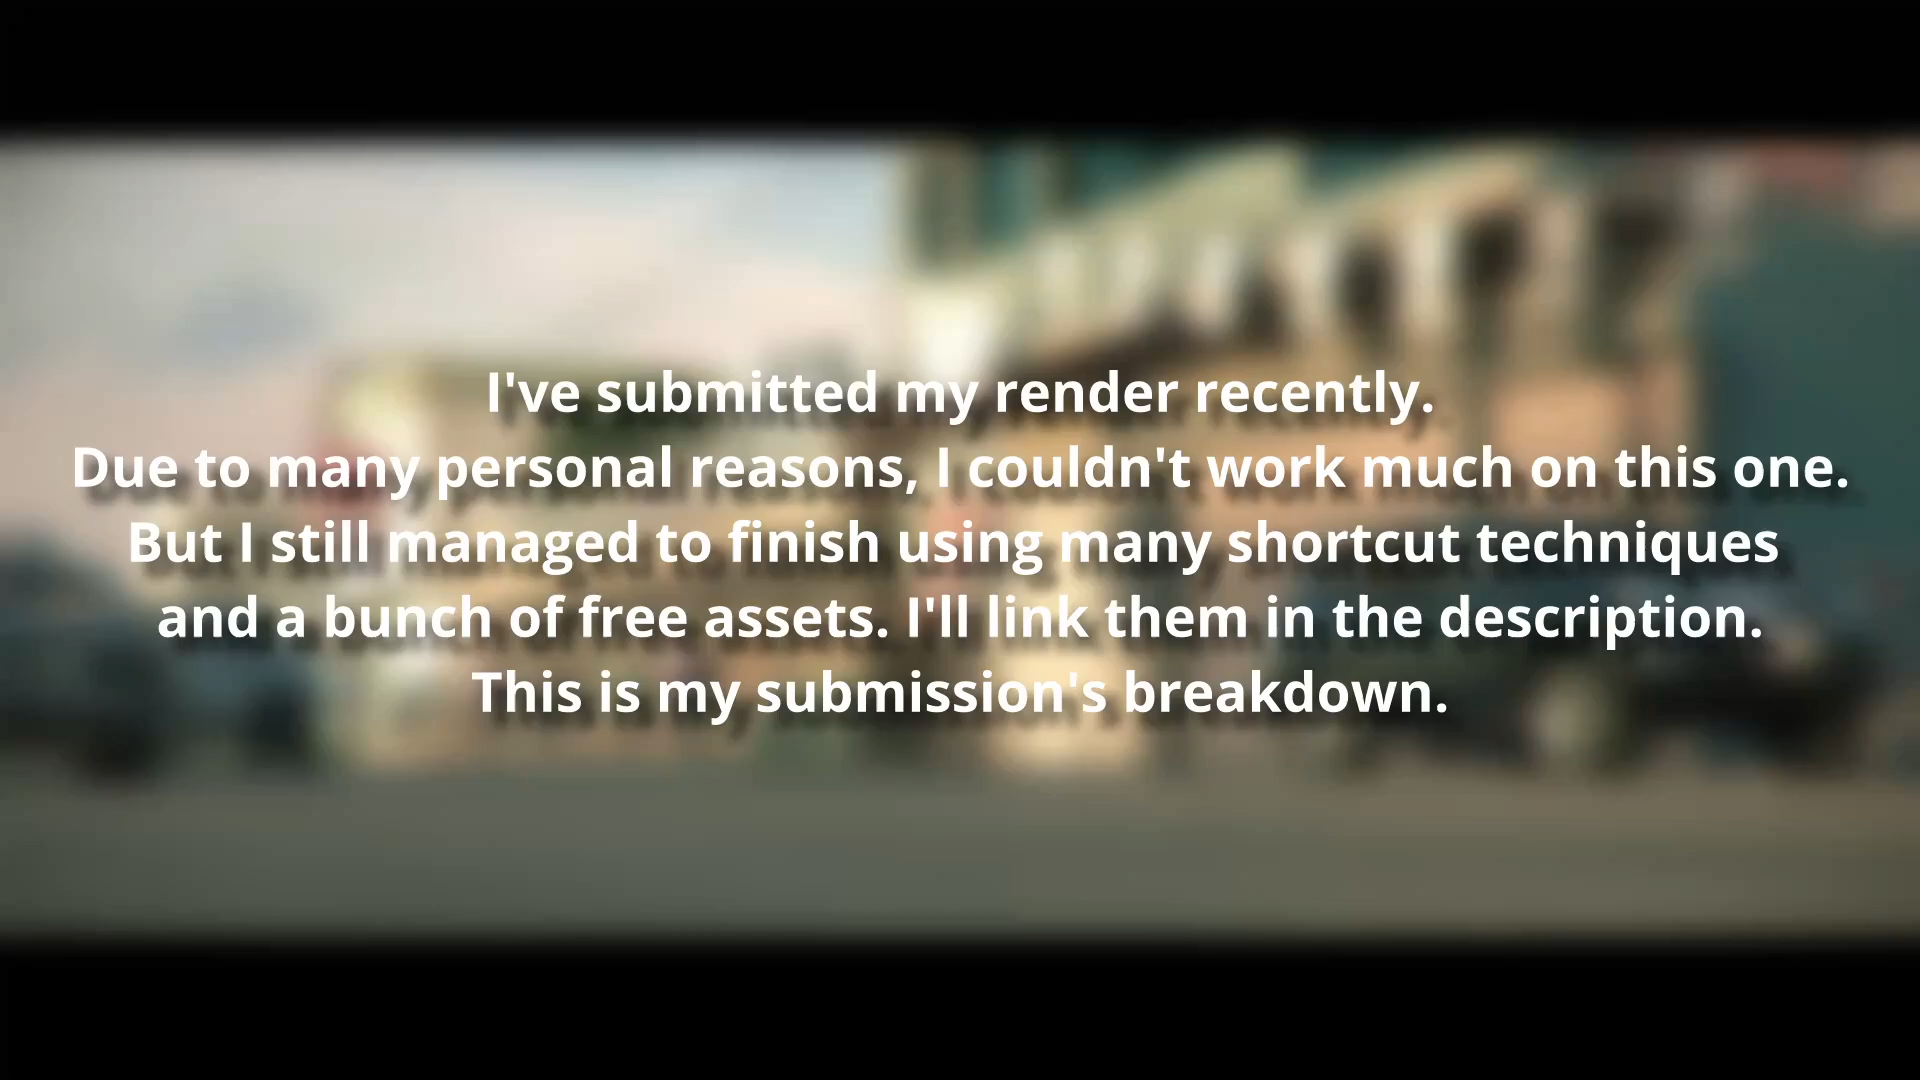 I've submitted my render recently.
Due to many personal reasons, I couldn't work much on this one.
But I still managed to finish using many shortcut techniques
and a bunch of free assets. I'll link them in the description.
This is my submission's breakdown.